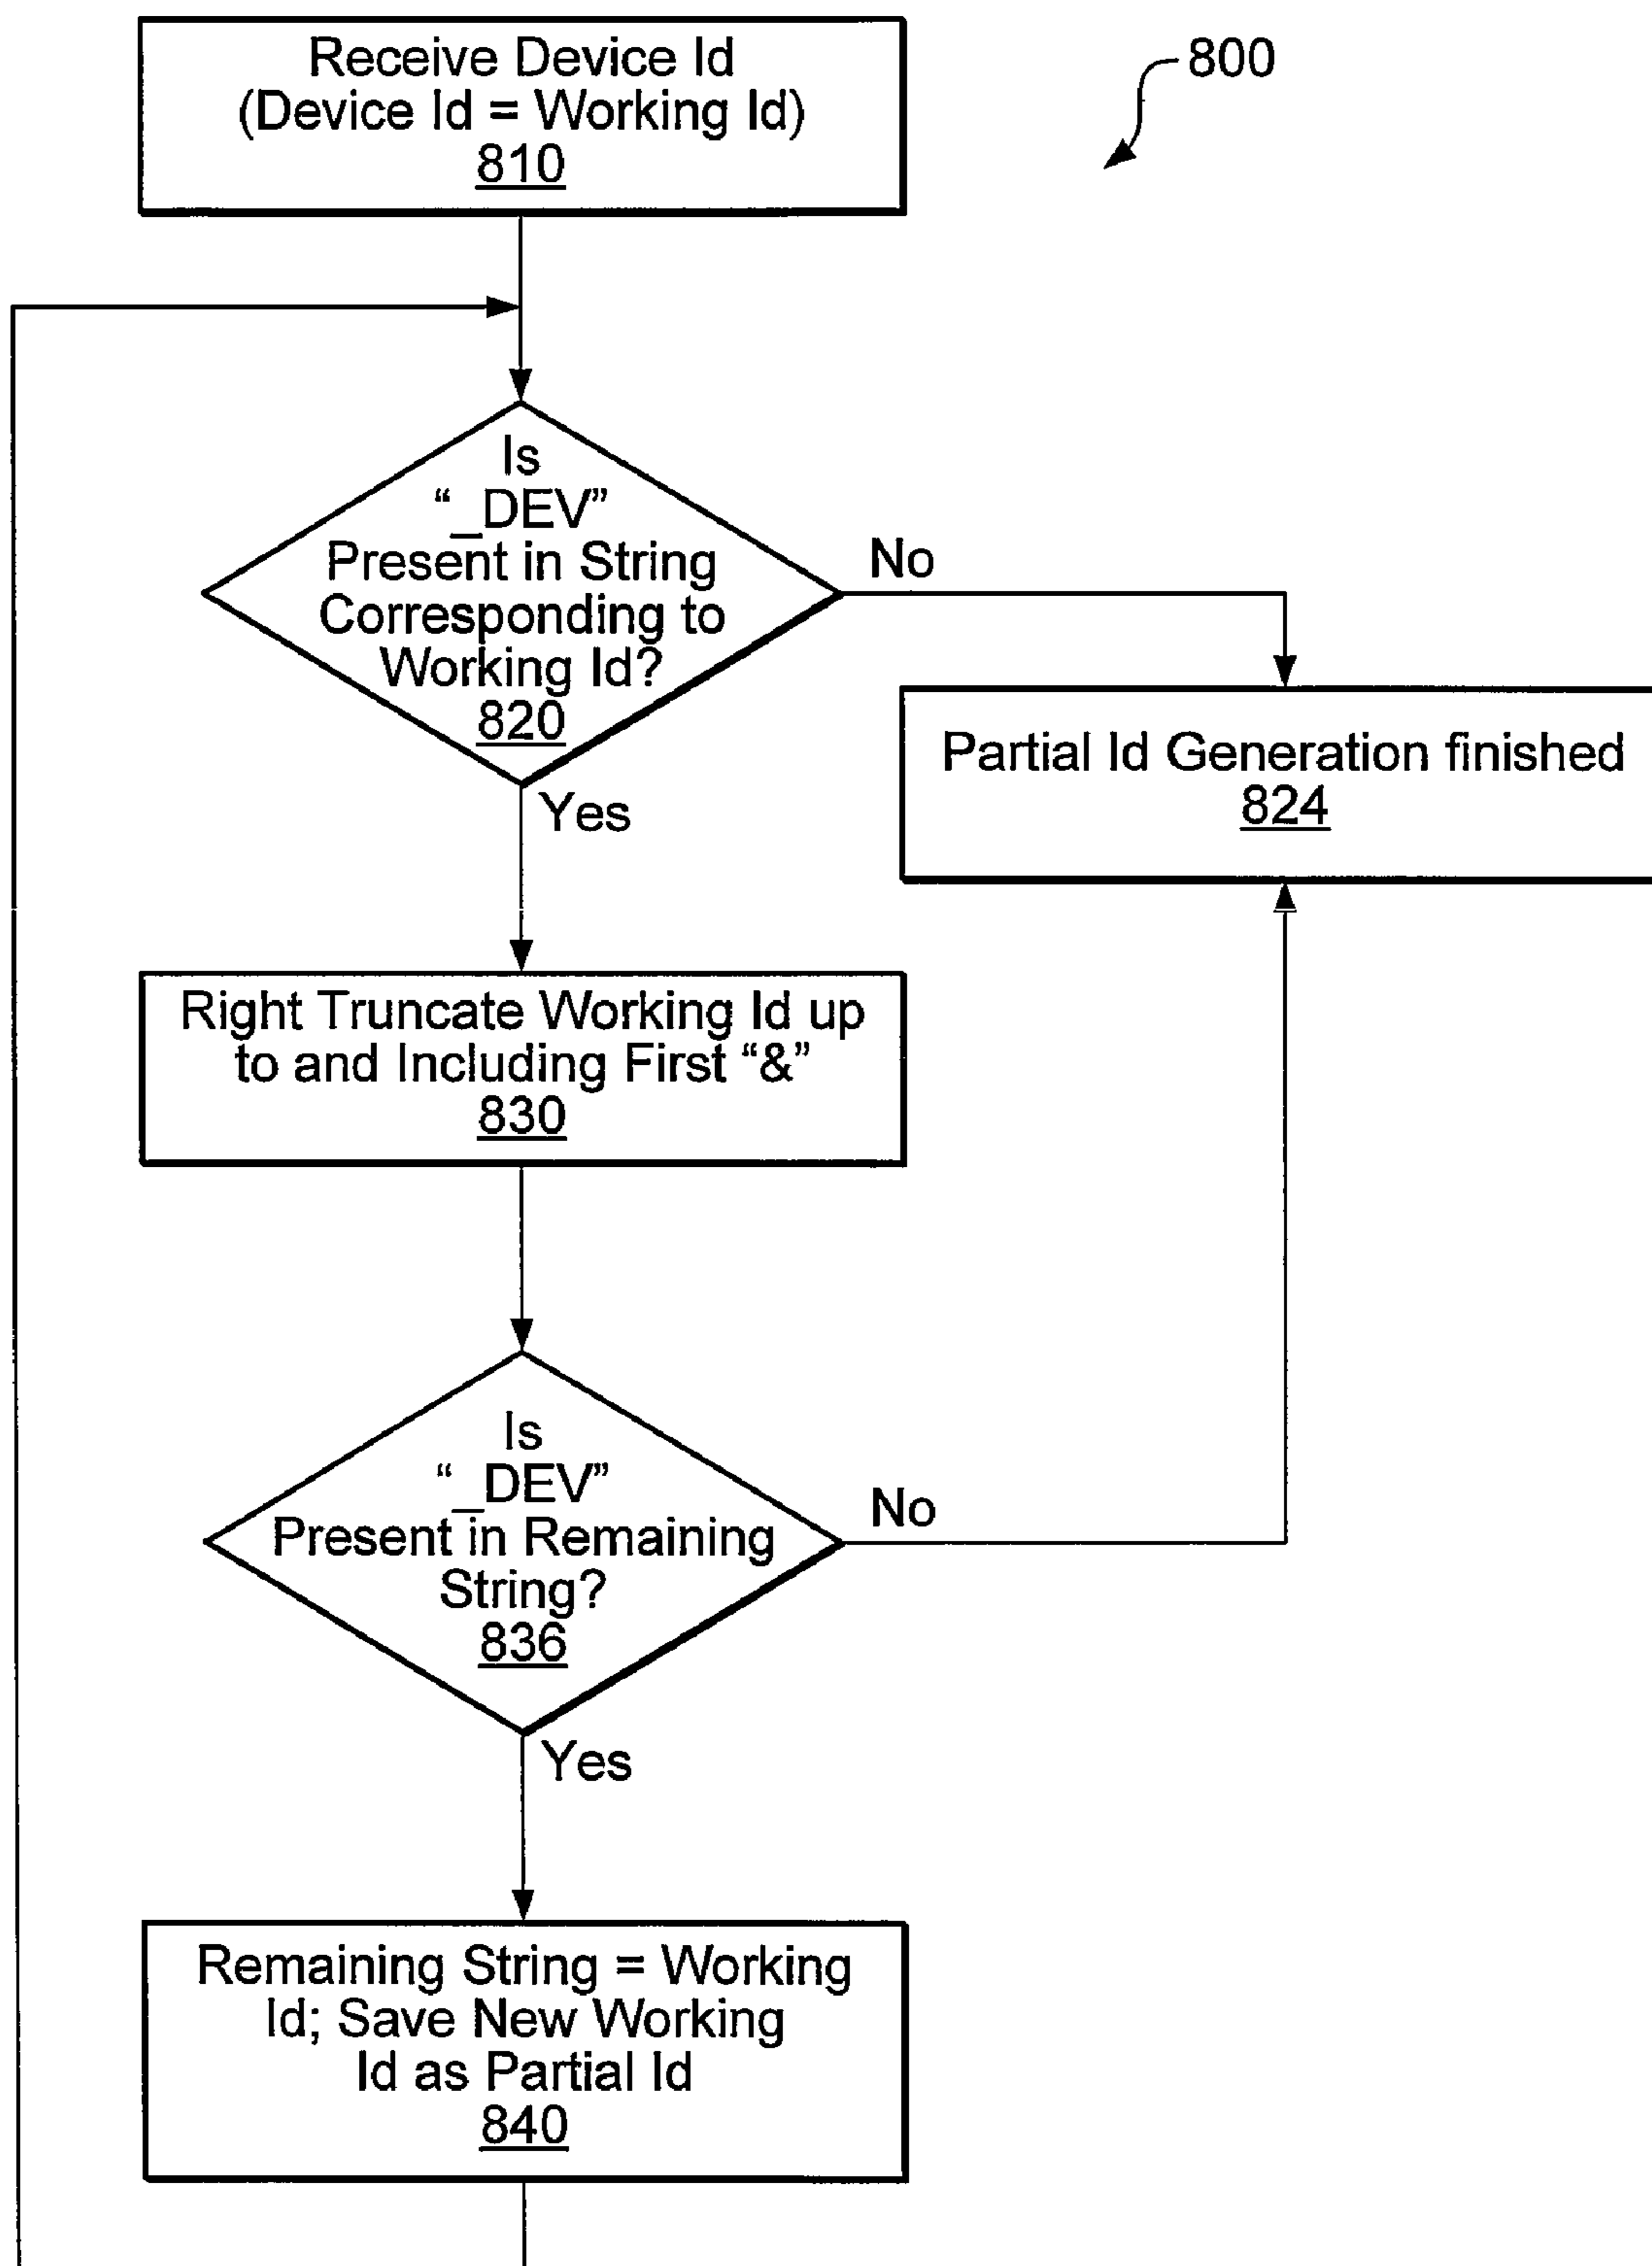 Receive Device Id
(Device Id = Working Id)
810
800
Is
“_DEV”
Present in String
Corresponding to
Working Id?
820
No
Yes
Partial Id Generation finished
824
Right Truncate Working Id up
to and Including First “&”
830
Is
“_DEV”
Present in Remaining
String?
836
No
Yes
Remaining String = Working
Id; Save New Working
Id as Partial Id
840